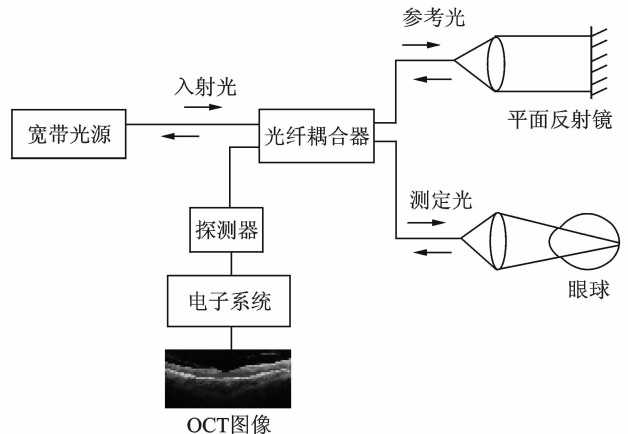 参考光
入射光
宽带光源
光纤耦合器
平面反射镜
测定光
探测器
电子系统
眼球
OCT图像